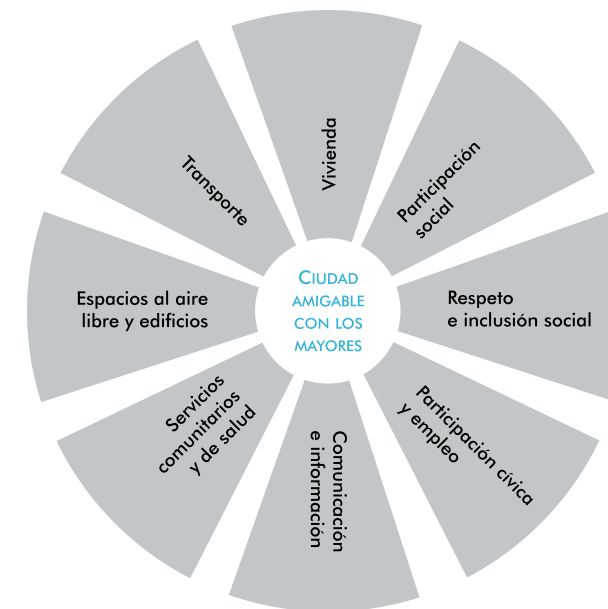 Vivienda
Participación
social
Respeto
e inclusión social
Participación cívica
y empleo
Comunicación
e información
Servicios
comunitarios
y de salud
Espacios al aire
libre y edificios
Transporte
CIUDAD
AMIGABLE
CON LOS
MAYORES